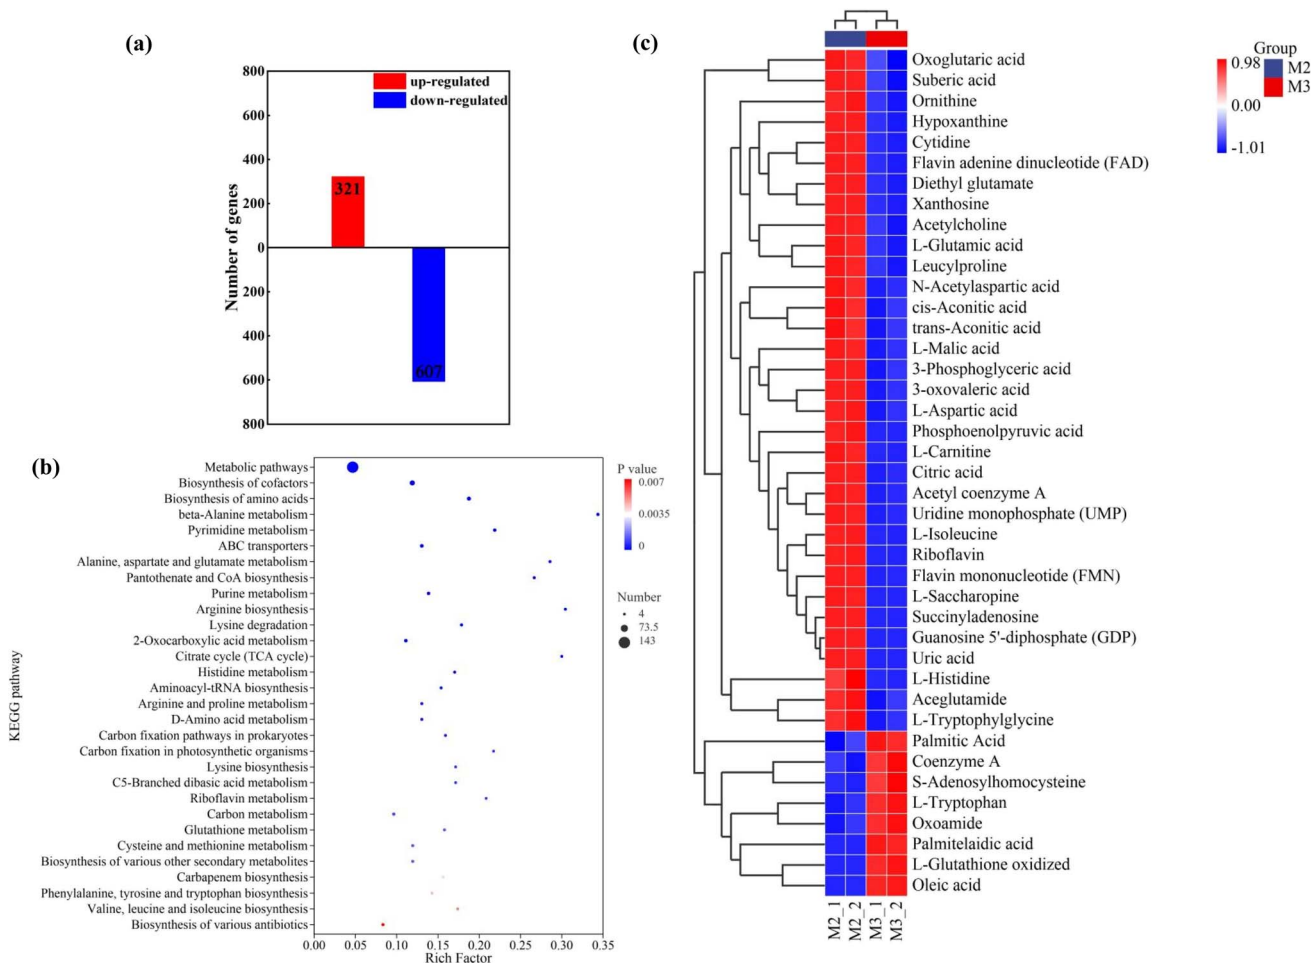 (a)
800
600
400
200
0
200
400
600
800
Number of genes
up-regulated
down-regulated
321
607
(b)
KEGG pathway
Metabolic pathways
Biosynthesis of cofactors
Biosynthesis of amino acids
beta-Alanine metabolism
Pyrimidine metabolism
ABC transporters
Alanine, aspartate and glutamate metabolism
Pantothenate and CoA biosynthesis
Purine metabolism
Arginine biosynthesis
Lysine degradation
2-Oxocarboxylic acid metabolism
Citrate cycle (TCA cycle)
Histidine metabolism
Aminoacyl-tRNA biosynthesis
Arginine and proline metabolism
D-Amino acid metabolism
Carbon fixation pathways in prokaryotes
Carbon fixation in photosynthetic organisms
Lysine biosynthesis
C5-Branched dibasic acid metabolism
Riboflavin metabolism
Carbon metabolism
Glutathione metabolism
Cysteine and methionine metabolism
Biosynthesis of various other secondary metabolites
Carbapenem biosynthesis
Phenylalanine, tyrosine and tryptophan biosynthesis
Valine, leucine and isoleucine biosynthesis
Biosynthesis of various antibiotics
0.00 0.05 0.10 0.15 0.20 0.25 0.30 0.35
Rich Factor
P value
0.007
0.0035
0
Number
4
73.5
143
(c)
Oxoglutaric acid
Suberic acid
Ornithine
Hypoxanthine
Cytidine
Flavin adenine dinucleotide (FAD)
Diethyl glutamate
Xanthosine
Acetylcholine
L-Glutamic acid
Leucylproline
N-Acetylaspartic acid
cis-Aconitic acid
trans-Aconitic acid
L-Malic acid
3-Phosphoglyceric acid
3-oxovaleric acid
L-Aspartic acid
Phosphoenolpyruvic acid
L-Carnitine
Citric acid
Acetyl coenzyme A
Uridine monophosphate (UMP)
L-Isoleucine
Riboflavin
Flavin mononucleotide (FMN)
L-Saccharopine
Succinyladenosine
Guanosine 5'-diphosphate (GDP)
Uric acid
L-Histidine
Aceglutamide
L-Tryptophylglycine
Palmitic Acid
Coenzyme A
S-Adenosylhomocysteine
L-Tryptophan
Oxoamide
Palmitelaidic acid
L-Glutathione oxidized
Oleic acid
M2_1
M2_2
M3_1
M3_2
0.98
0.00
-1.01
Group
M2
M3